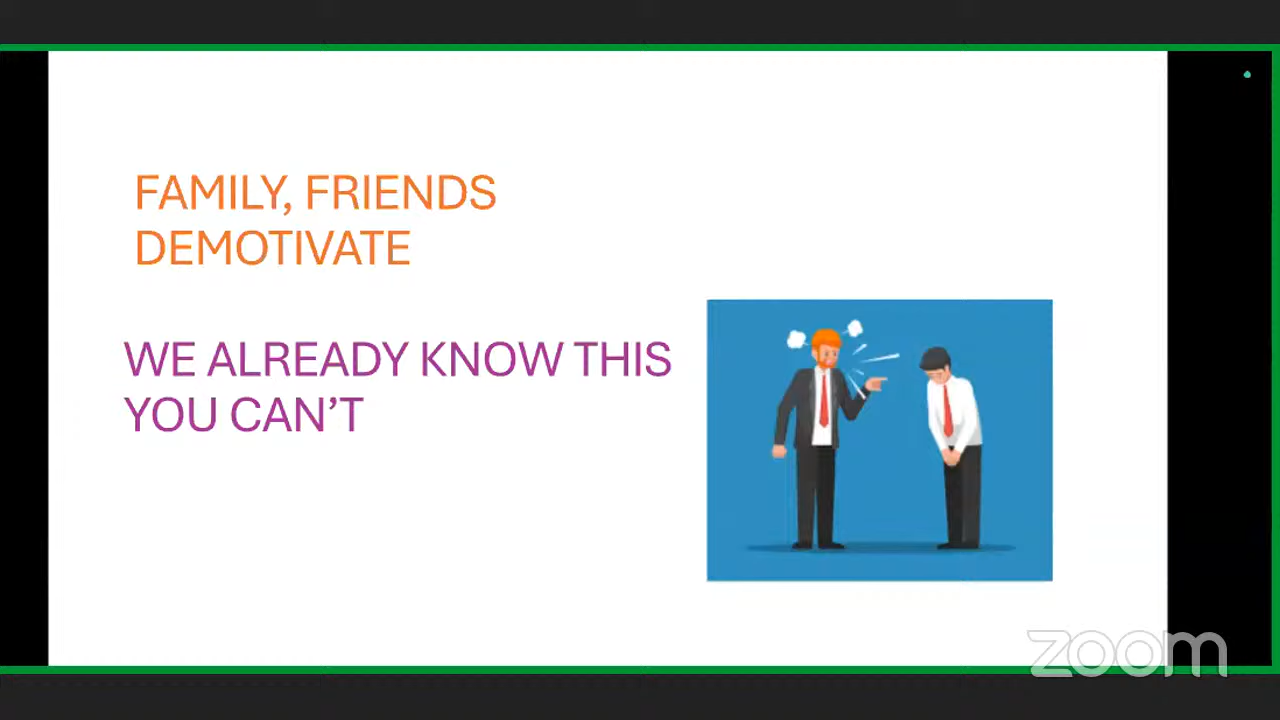 FAMILY, FRIENDS
DEMOTIVATE
WE ALREADY KNOW THIS
YOU CAN'T
zoom